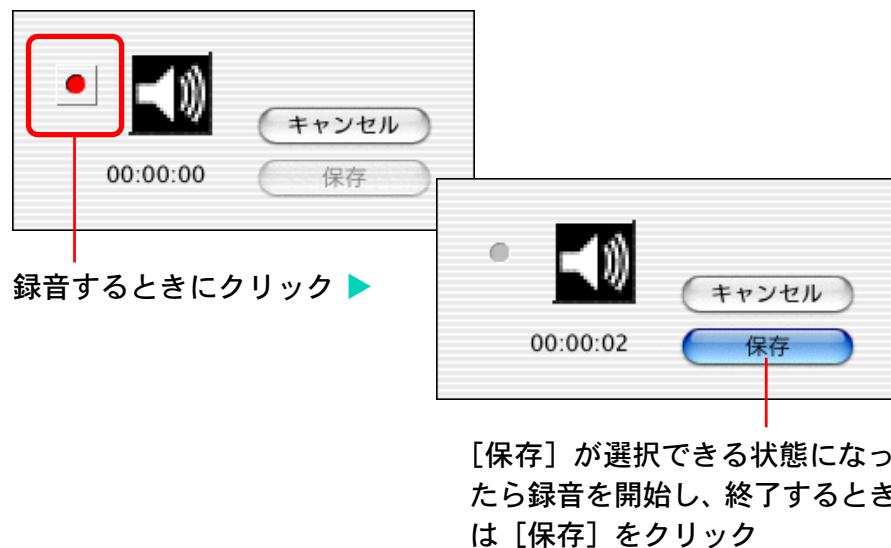 キャンセル
00:00:00
保存
録音するときにクリック ▶
キャンセル
00:00:02
保存
［保存］が選択できる状態になっ
たら録音を開始し、終了するとき
は［保存］をクリック